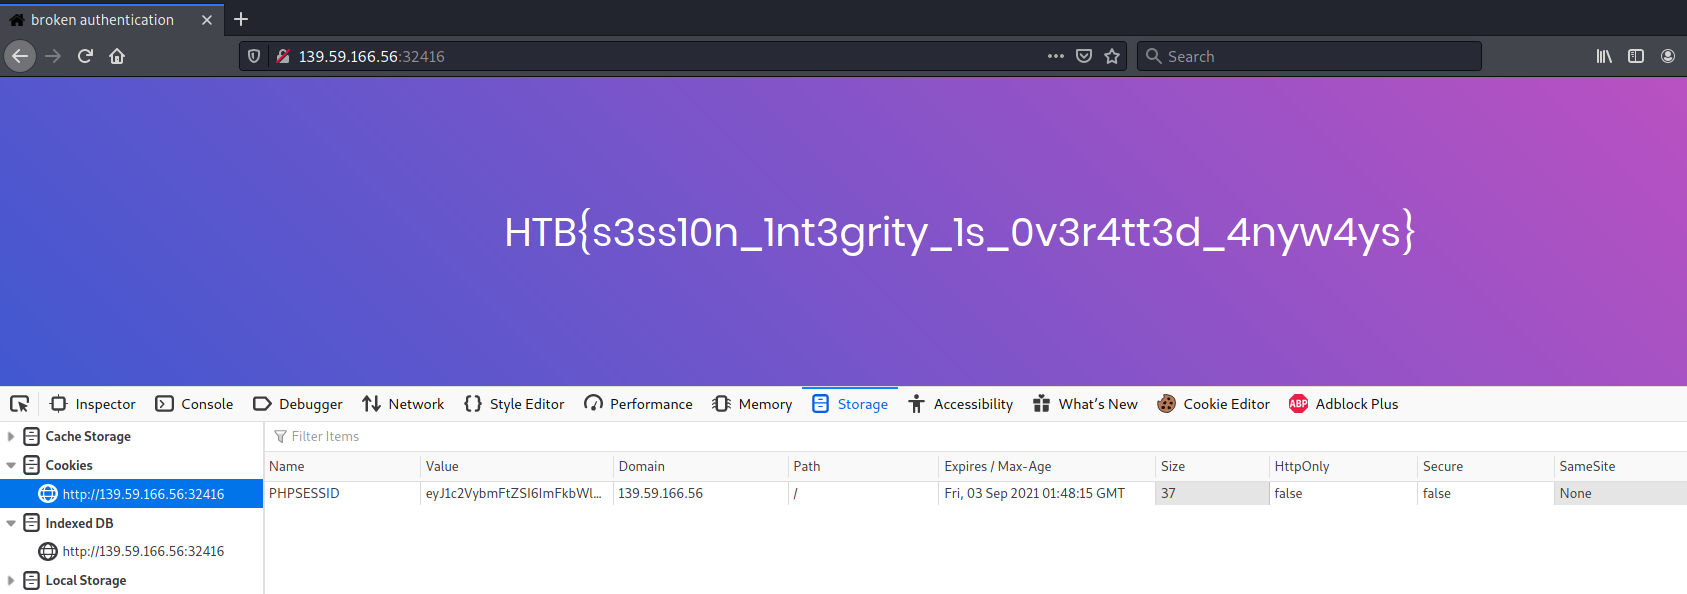 broken authentication
139.59.166.56:32416
Search
HTB{s3ss10n_1nt3grity_1s_0v3r4tt3d_4nyw4ys}
Inspector Console Debugger Network Style Editor Performance Memory Storage Accessibility What's New Cookie Editor ABP Adblock Plus
Cache Storage
Filter Items
Cookies
Name Value Domain Path Expires / Max-Age Size HttpOnly Secure SameSite
http://139.59.166.56:32416
PHPSESSID eyJ1c2VybmFtZSI6ImFkbWl... 139.59.166.56 / Fri, 03 Sep 2021 01:48:15 GMT 37 false false None
Indexed DB
http://139.59.166.56:32416
Local Storage